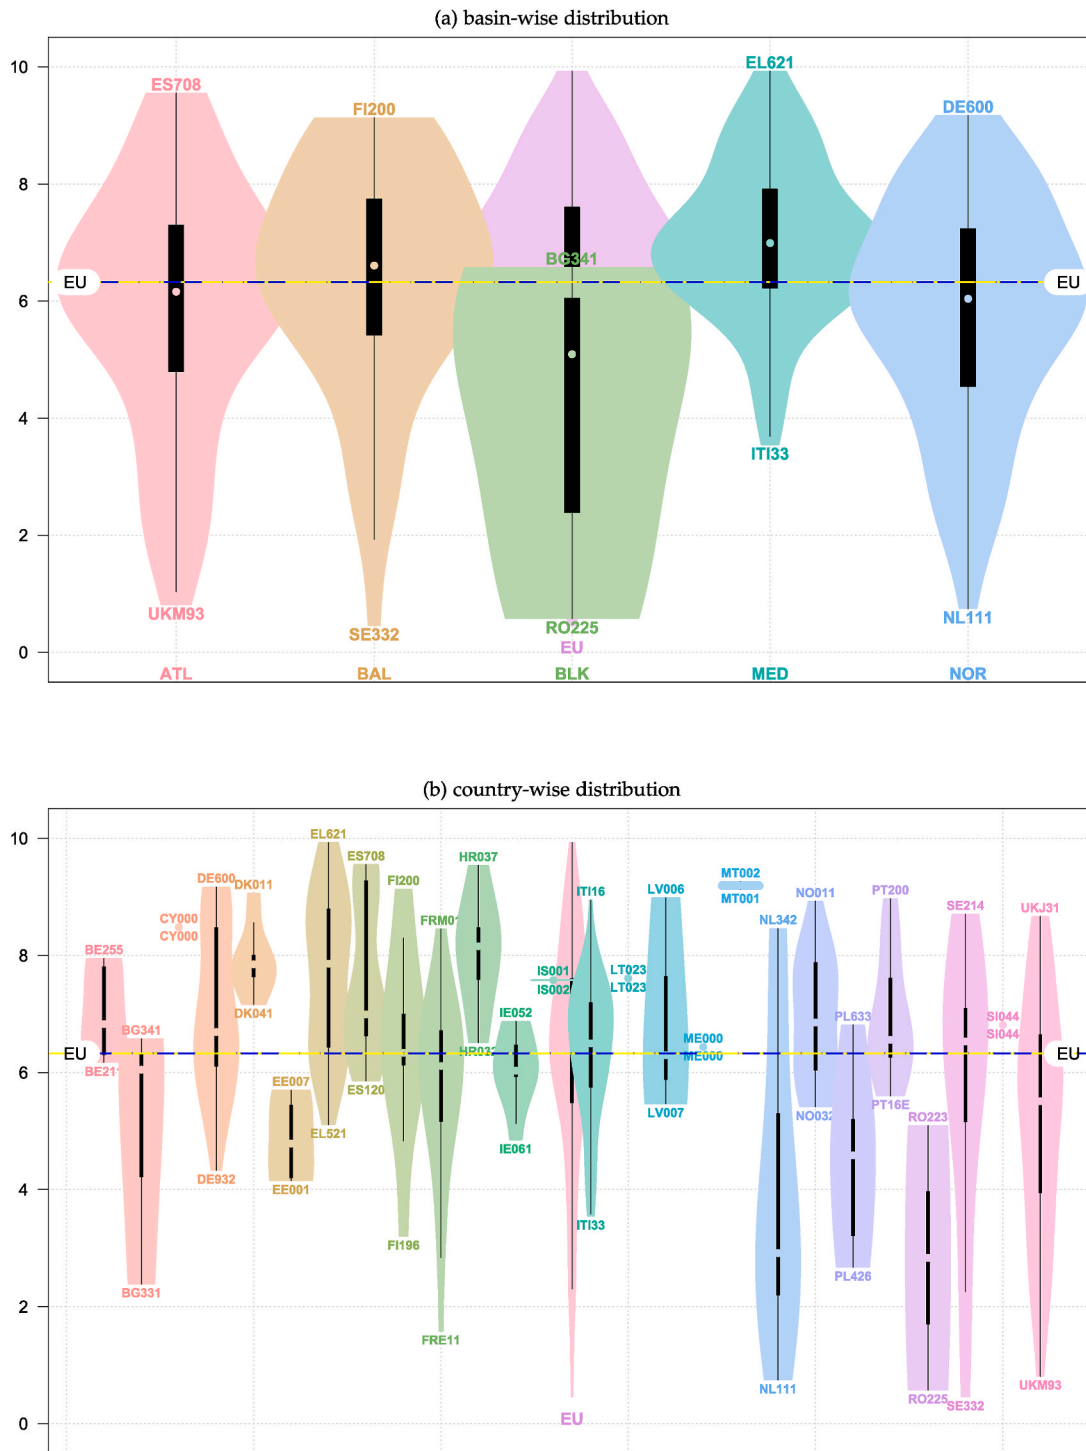 (a) basin-wise distribution
10
8
6
4
2
0
ES708
FI200
BG341
EL621
DE600
EU
EU
UKM93
SE332
RO225
EU
ITI33
NL111
ATL
BAL
BLK
MED
NOR
(b) country-wise distribution
10
8
6
4
2
0
BE255
BG341
BG331
CY000
CY000
DE600
DE932
DK011
DK041
EE007
EE001
EL621
EL521
ES708
ES120
FI200
FI196
FRE11
HR037
IE052
IE061
IS001
IS002
EU
ITI16
ITI33
LT023
LT023
LV006
LV007
ME000
ME000
MT002
MT001
NL342
NL111
NO011
NO032
PL633
PL426
PT200
PT16E
RO223
RO225
SE214
SE332
SI044
SI044
UKJ31
UKM93
EU
EU